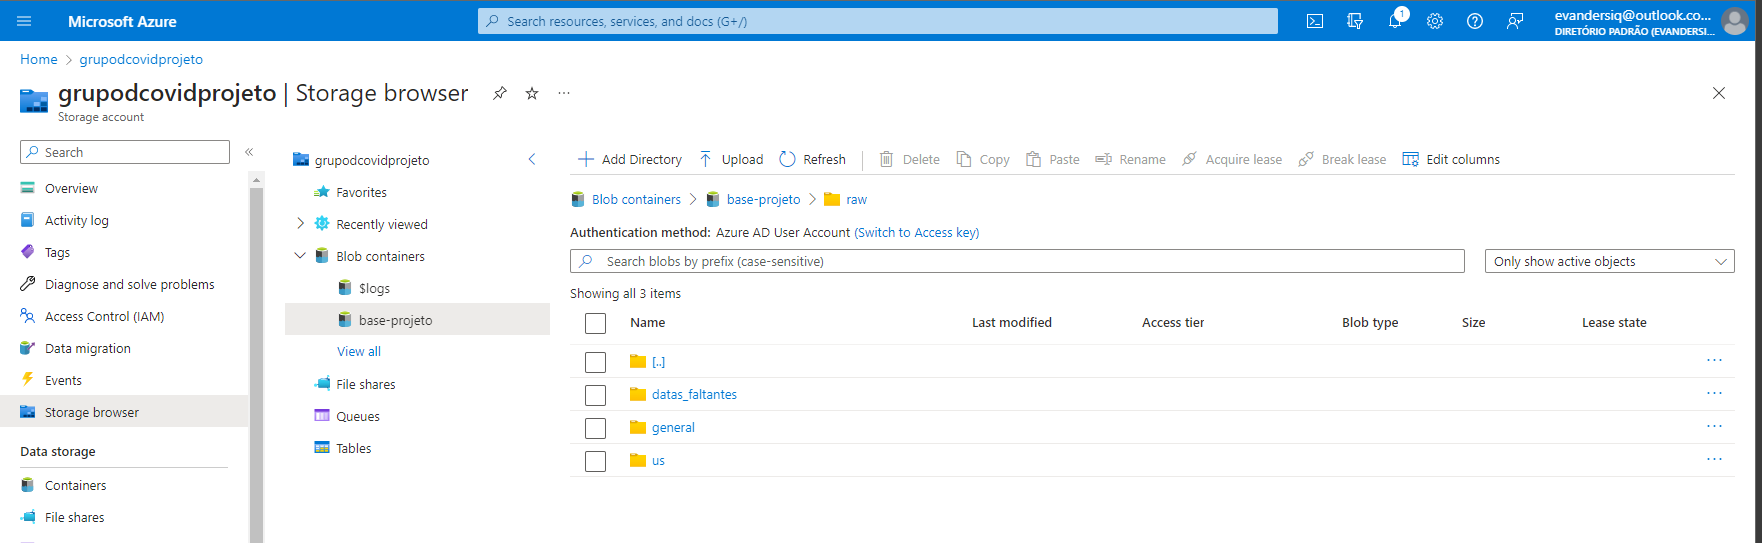 Microsoft Azure
Search resources, services, and docs (G+/)
1
evandersiq@outlook.co...
DIRETÓRIO PADRÃO (EVANDERSI...
Home > grupodcovidprojeto
grupodcovidprojeto | Storage browser
Storage account
Search
Overview
Activity log
Tags
Diagnose and solve problems
Access Control (IAM)
Data migration
Events
Storage browser
Data storage
Containers
File shares
grupodcovidprojeto
Favorites
Recently viewed
Blob containers
$logs
base-projeto
View all
File shares
Queues
Tables
Add Directory Upload Refresh Delete Copy Paste Rename Acquire lease Break lease Edit columns
Blob containers > base-projeto > raw
Authentication method: Azure AD User Account (Switch to Access key)
Search blobs by prefix (case-sensitive)
Only show active objects
Showing all 3 items
Name Last modified Access tier Blob type Size Lease state
[..]
datas_faltantes
general
us